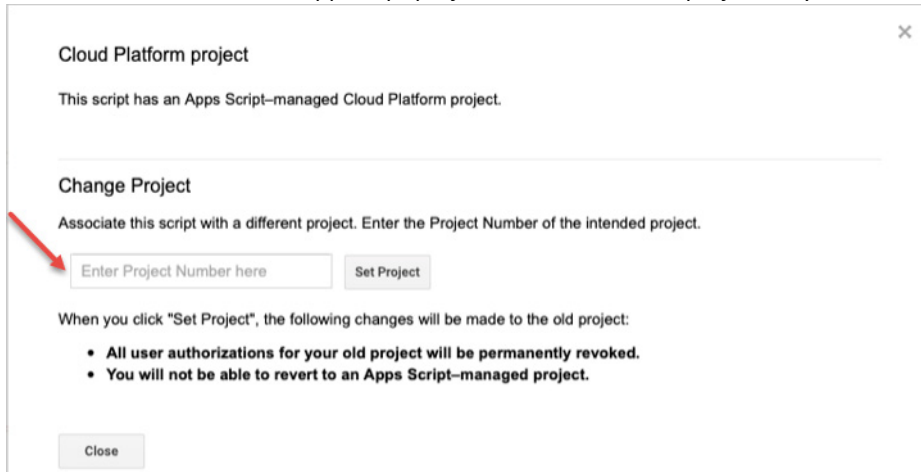 ×
Cloud Platform project
This script has an Apps Script–managed Cloud Platform project.
Change Project
Associate this script with a different project. Enter the Project Number of the intended project.
Enter Project Number here
Set Project
When you click "Set Project", the following changes will be made to the old project:
• All user authorizations for your old project will be permanently revoked.
• You will not be able to revert to an Apps Script–managed project.
Close